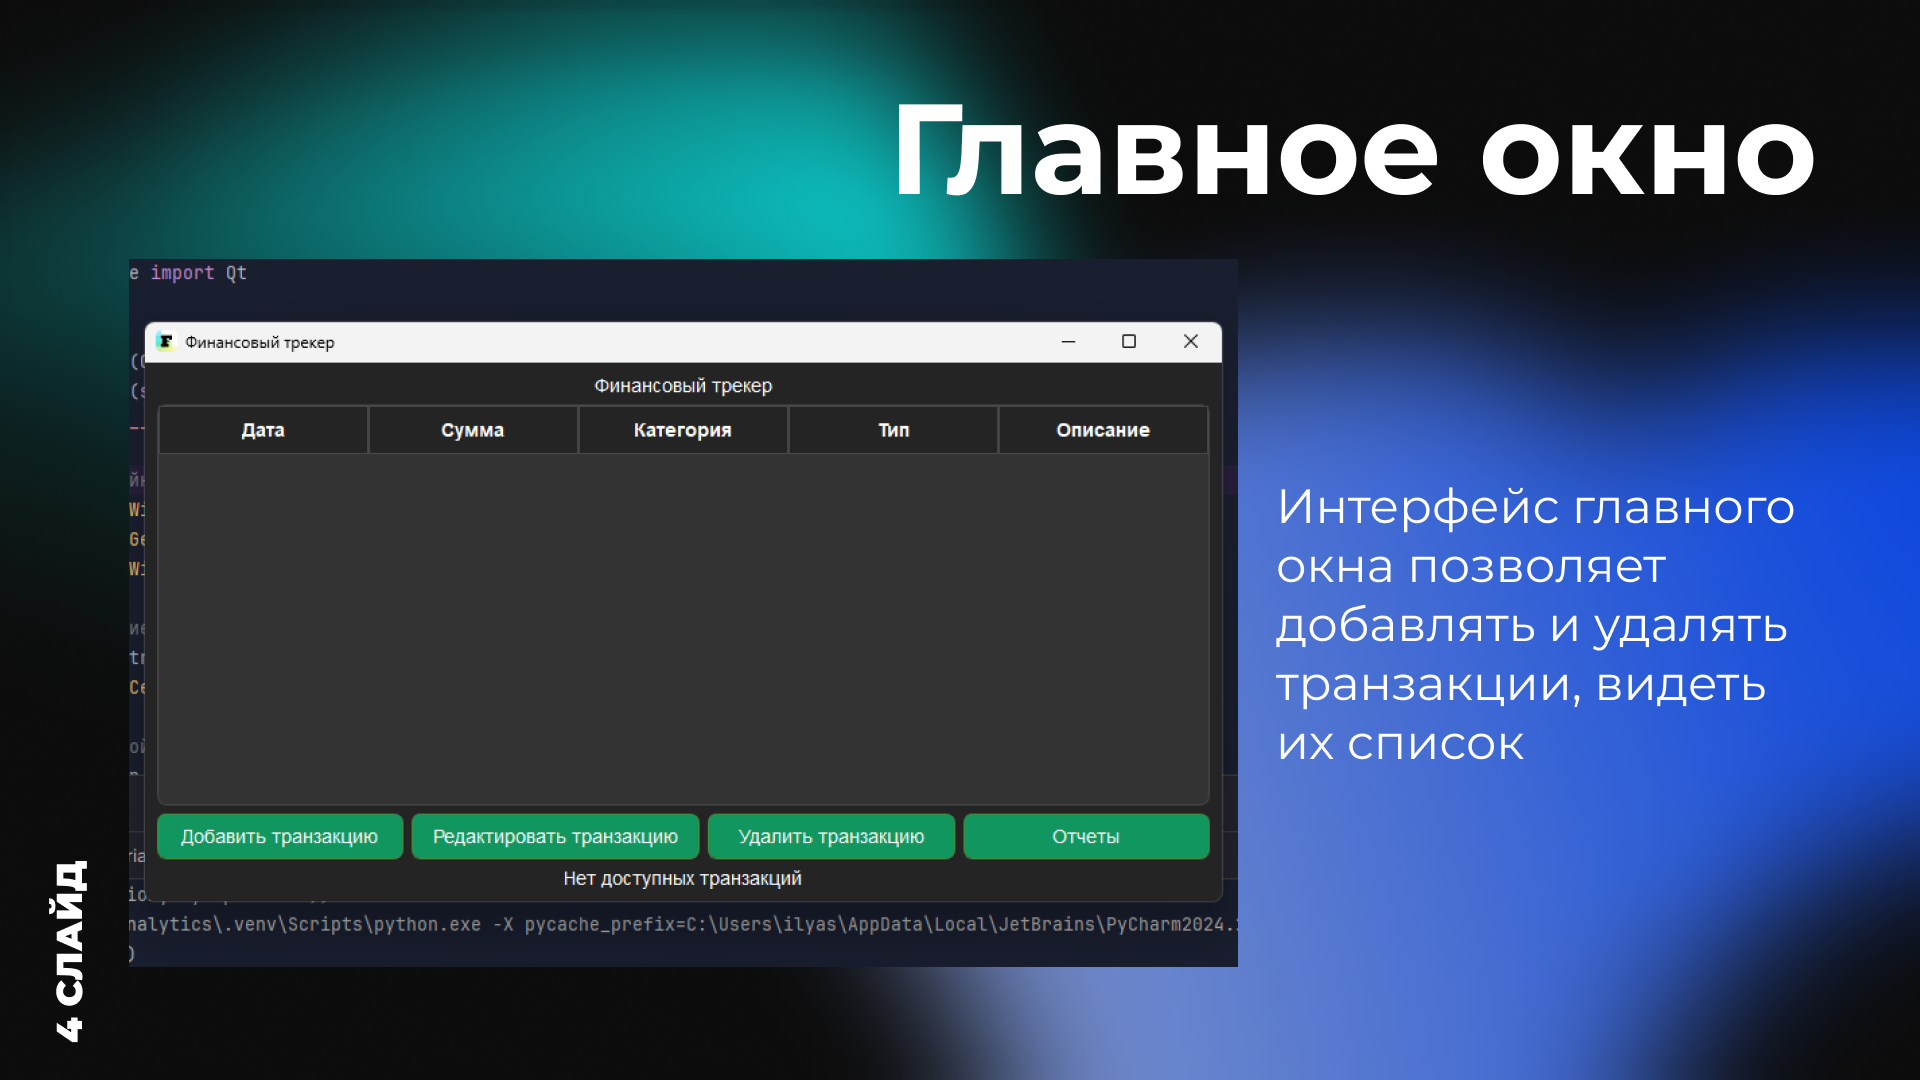 Главное окно
e import Qt
Финансовый трекер
Финансовый трекер
Дата Сумма Категория Тип Описание
Добавить транзакцию Редактировать транзакцию Удалить транзакцию Отчеты
Нет доступных транзакций
nalytics\.venv\Scripts\python.exe -X pycache_prefix=C:\Users\ilyas\AppData\Local\JetBrains\PyCharm2024.
Интерфейс главного
окна позволяет
добавлять и удалять
транзакции, видеть
их список
4 СЛАЙД